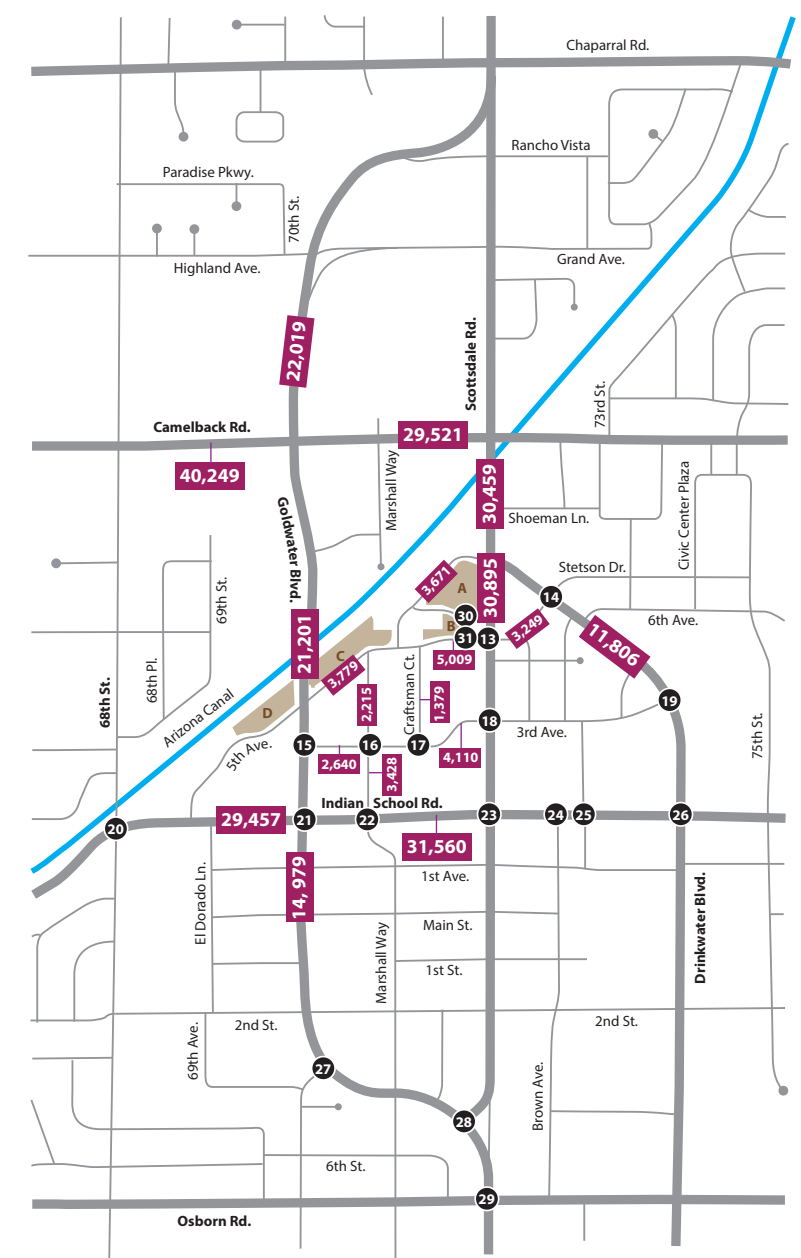 Chaparral Rd.
Rancho Vista
Paradise Pkwy.
70th St.
Grand Ave.
Highland Ave.
22,019
Scottsdale Rd.
73rd St.
Camelback Rd.
29,521
40,249
Marshall Way
30,459
Civic Center Plaza
Goldwater Blvd.
Shoeman Ln.
Stetson Dr.
3,671
A
30,895
69th St.
14
30
6th Ave.
B
31
13
3,249
11,806
21,201
C
5,009
3,779
68th Pl.
68th St.
Arizona Canal
D
2,215
Craftsman Ct.
1,379
19
18
3rd Ave.
75th St.
5th Ave.
15
16
17
2,640
4,110
3,428
Indian School Rd.
20
29,457
21
22
23
24
25
26
31,560
14, 979
1st Ave.
El Dorado Ln.
Main St.
Drinkwater Blvd.
Marshall Way
1st St.
2nd St.
2nd St.
69th Ave.
27
Brown Ave.
28
6th St.
29
Osborn Rd.